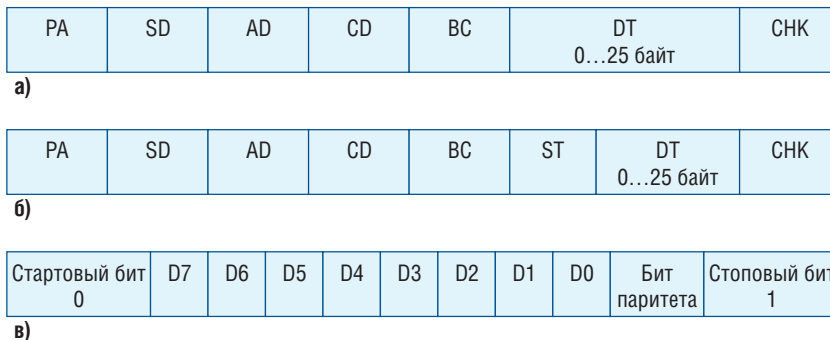 PA SD AD CD BC DT CHK
0...25 байт
а)
PA SD AD CD BC ST DT CHK
0...25 байт
б)
Стартовый бит D7 D6 D5 D4 D3 D2 D1 D0 Бит Стоповый бит
0 паритета 1
в)